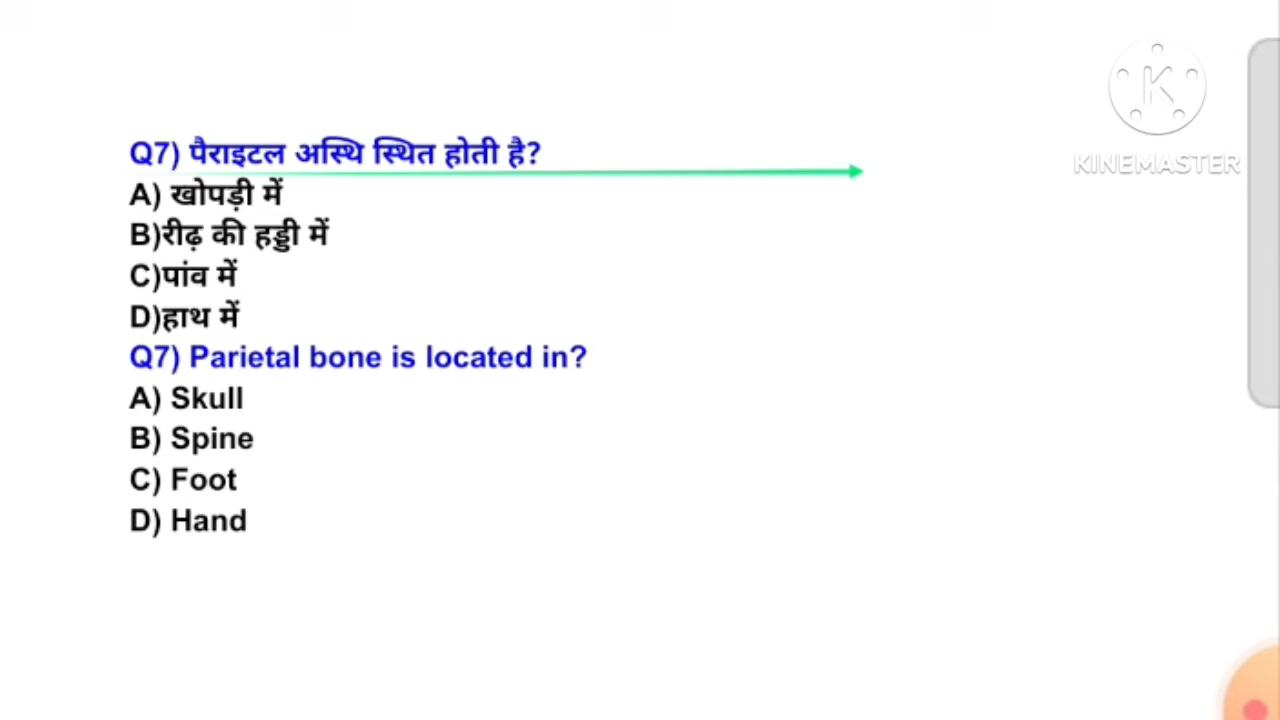 Q7) पैराइटल अस्थि स्थित होती है?
A) खोपड़ी में
B)रीढ़ की हड्डी में
C)पांव में
D)हाथ में
Q7) Parietal bone is located in?
A) Skull
B) Spine
C) Foot
D) Hand
K
KINEMASTER